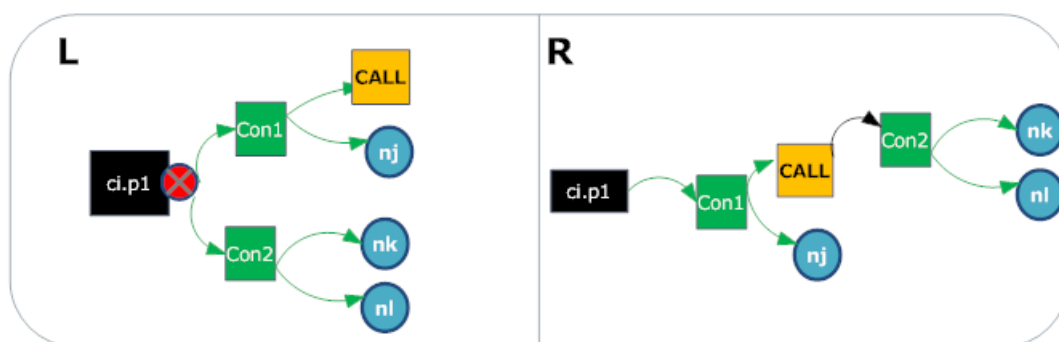 L
CALL
Con1
nj
ci.p1
Con2
nk
nl
R
nk
CALL
Con2
ci.p1
Con1
nl
nj